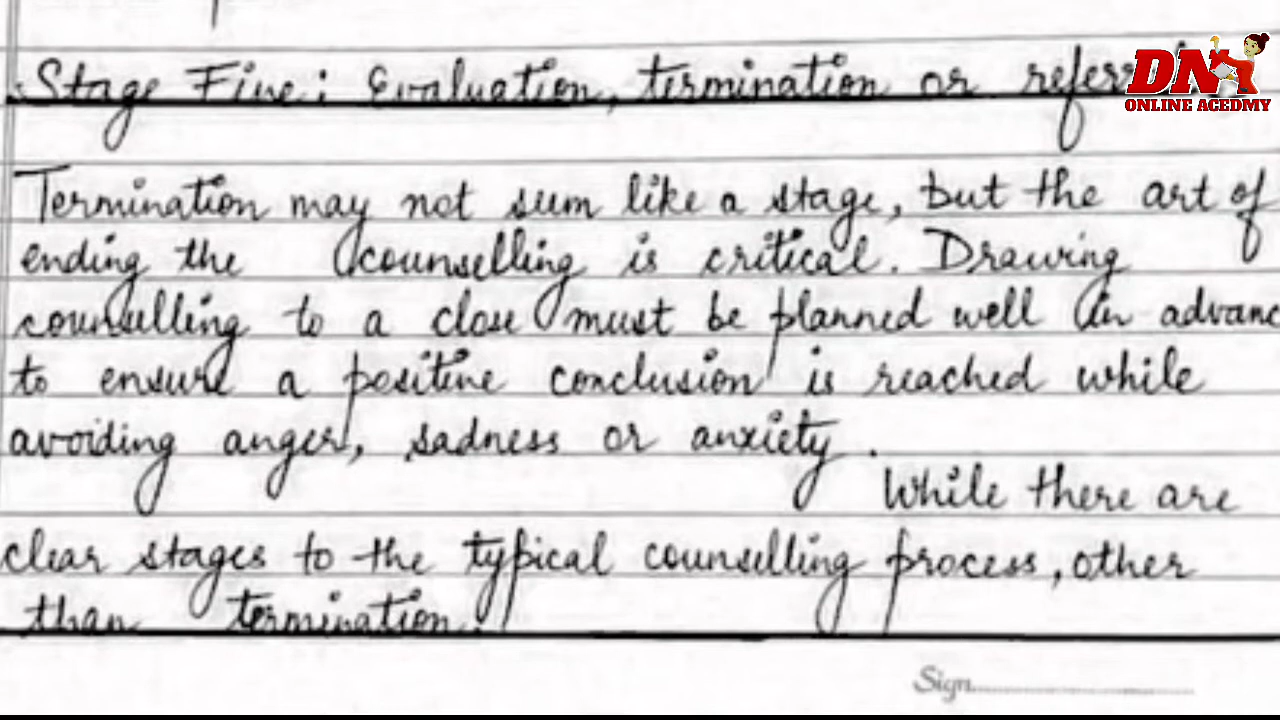 Stage Five: Evaluation, termination or
DN
ONLINE ACEDMY
Termination may not seem like a stage, but the art of
ending the counselling is critical. Drawing
counselling to a close must be planned well in advanc
to ensure a positive conclusion is reached while
avoiding anger, sadness or anxiety.
While there are
clear stages to the typical counselling process, other
than termination.
Sign